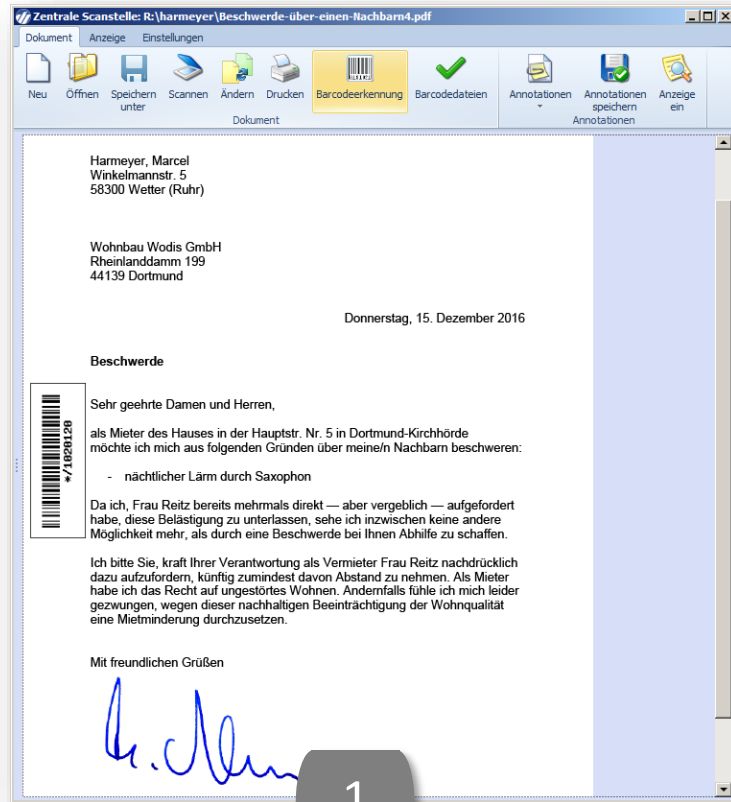 Zentrale Scanstelle: R:\harmeyer\Beschwerde-über-einen-Nachbarn4.pdf
Dokument Anzeige Einstellungen
Neu Öffnen Speichern unter Scannen Ändern Drucken Barcodeerkennung Barcodedateien Annotationen Annotationen speichern Anzeige ein
Dokument Annotationen
Harmeyer, Marcel
Winkelmannstr. 5
58300 Wetter (Ruhr)
Wohnbau Wodis GmbH
Rheinlanddamm 199
44139 Dortmund
Donnerstag, 15. Dezember 2016
Beschwerde
*/1020120
Sehr geehrte Damen und Herren,
als Mieter des Hauses in der Hauptstr. Nr. 5 in Dortmund-Kirchhörde
möchte ich mich aus folgenden Gründen über meine/n Nachbarn beschweren:
- nächtlicher Lärm durch Saxophon
Da ich, Frau Reitz bereits mehrmals direkt — aber vergeblich — aufgefordert
habe, diese Belästigung zu unterlassen, sehe ich inzwischen keine andere
Möglichkeit mehr, als durch eine Beschwerde bei Ihnen Abhilfe zu schaffen.
Ich bitte Sie, kraft Ihrer Verantwortung als Vermieter Frau Reitz nachdrücklich
dazu aufzufordern, künftig zumindest davon Abstand zu nehmen. Als Mieter
habe ich das Recht auf ungestörtes Wohnen. Andernfalls fühle ich mich leider
gezwungen, wegen dieser nachhaltigen Beeinträchtigung der Wohnqualität
eine Mietminderung durchzusetzen.
Mit freundlichen Grüßen
1